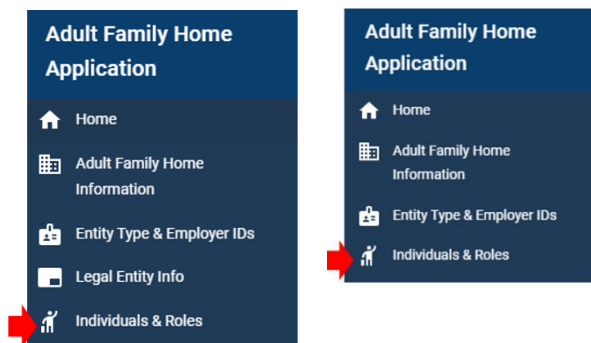 Adult Family Home
Application
Home
Adult Family Home
Information
Entity Type & Employer IDs
Legal Entity Info
Individuals & Roles
Adult Family Home
Application
Home
Adult Family Home
Information
Entity Type & Employer IDs
Individuals & Roles